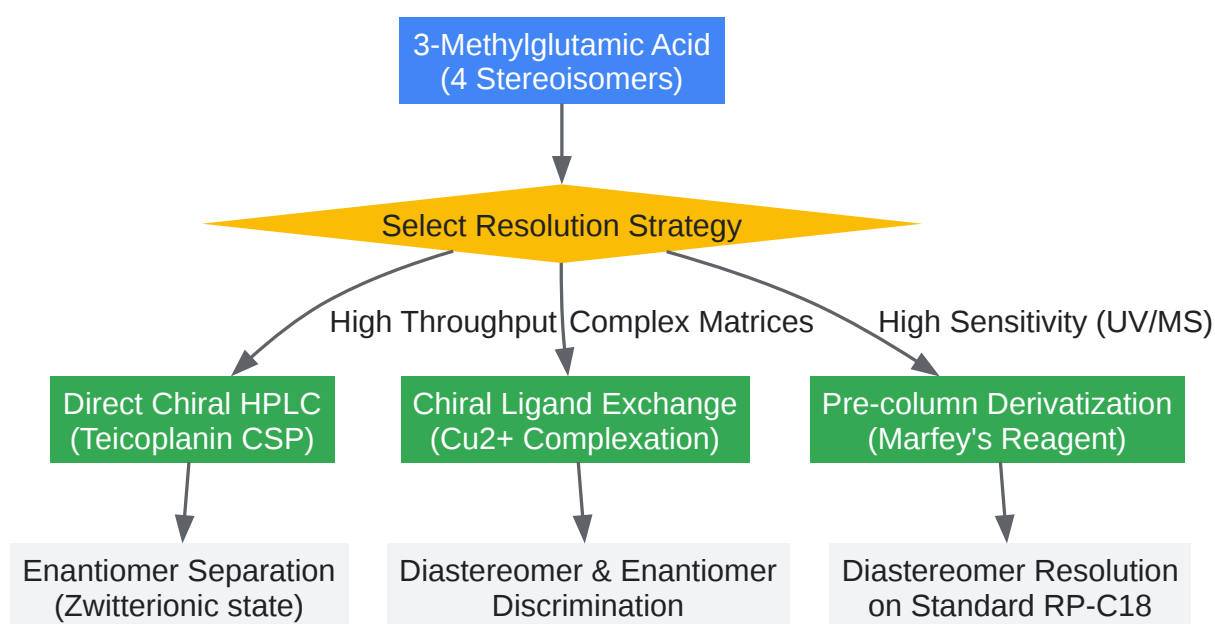 3-Methylglutamic Acid
(4 Stereoisomers)
Select Resolution Strategy
High Throughput
Complex Matrices
High Sensitivity (UV/MS)
Direct Chiral HPLC
(Teicoplanin CSP)
Chiral Ligand Exchange
(Cu2+ Complexation)
Pre-column Derivatization
(Marfey's Reagent)
Enantiomer Separation
(Zwitterionic state)
Diastereomer & Enantiomer
Discrimination
Diastereomer Resolution
on Standard RP-C18